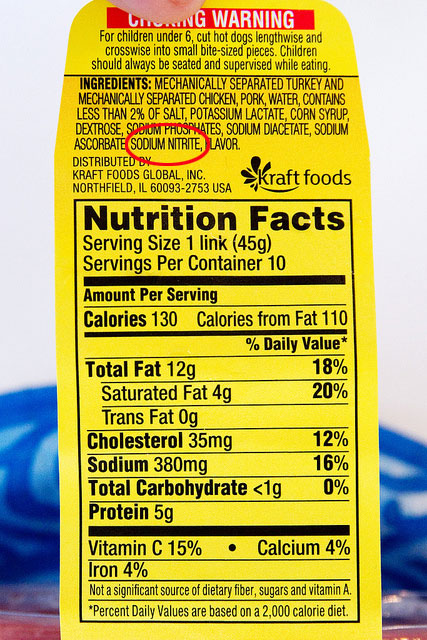 CHOKING WARNING
For children under 6, cut hot dogs lengthwise and
crosswise into small bite-sized pieces. Children
should always be seated and supervised while eating.
INGREDIENTS: MECHANICALLY SEPARATED TURKEY AND
MECHANICALLY SEPARATED CHICKEN, PORK, WATER, CONTAINS
LESS THAN 2% OF SALT, POTASSIUM LACTATE, CORN SYRUP,
DEXTROSE, SODIUM PHOSPHATES, SODIUM DIACETATE, SODIUM
ASCORBATE, SODIUM NITRITE, FLAVOR.
DISTRIBUTED BY
KRAFT FOODS GLOBAL, INC.
NORTHFIELD, IL 60093-2753 USA
kraft foods
Nutrition Facts
Serving Size 1 link (45g)
Servings Per Container 10
Amount Per Serving
Calories 130 Calories from Fat 110
% Daily Value*
Total Fat 12g 18%
Saturated Fat 4g 20%
Trans Fat 0g
Cholesterol 35mg 12%
Sodium 380mg 16%
Total Carbohydrate <1g 0%
Protein 5g
Vitamin C 15% • Calcium 4%
Iron 4%
Not a significant source of dietary fiber, sugars and vitamin A.
*Percent Daily Values are based on a 2,000 calorie diet.